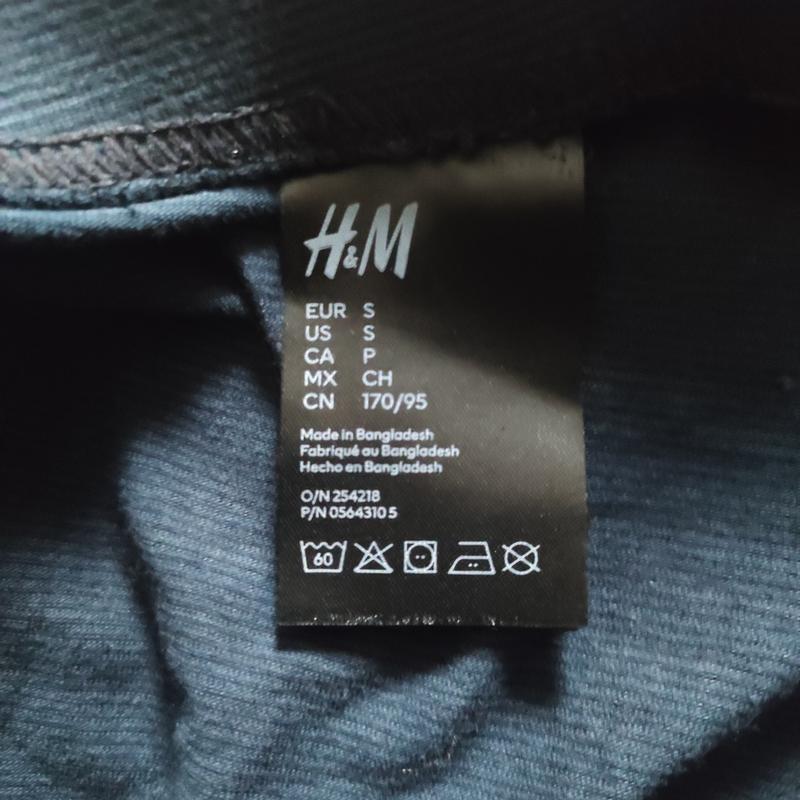 H&M
EUR S
US S
CA P
MX CH
CN 170/95
Made in Bangladesh
Fabriqué au Bangladesh
Hecho en Bangladesh
O/N 254218
P/N 0564310 5
60